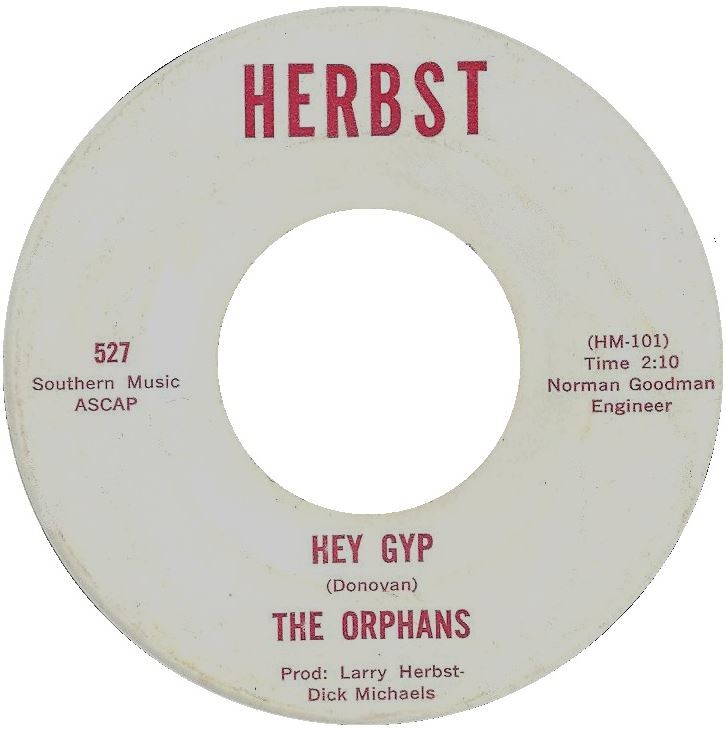 HERBST
527
Southern Music
ASCAP
(HM-101)
Time 2:10
Norman Goodman
Engineer
HEY GYP
(Donovan)
THE ORPHANS
Prod: Larry Herbst-
Dick Michaels